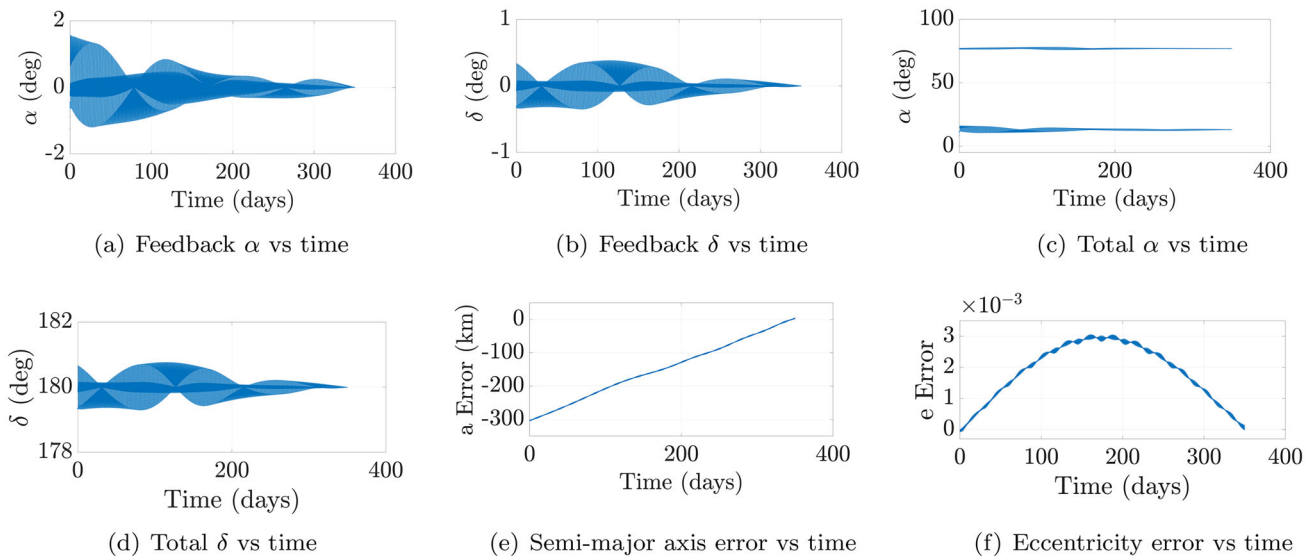 2
0
-2
α (deg)
0 100 200 300 400
Time (days)
(a) Feedback α vs time
1
0
-1
δ (deg)
0 100 200 300 400
Time (days)
(b) Feedback δ vs time
100
50
0
α (deg)
0 200 400
Time (days)
(c) Total α vs time
182
180
178
δ (deg)
0 200 400
Time (days)
(d) Total δ vs time
0
-100
-200
-300
a Error (km)
0 200 400
Time (days)
(e) Semi-major axis error vs time
×10⁻³
3
2
1
0
e Error
0 100 200 300 400
Time (days)
(f) Eccentricity error vs time